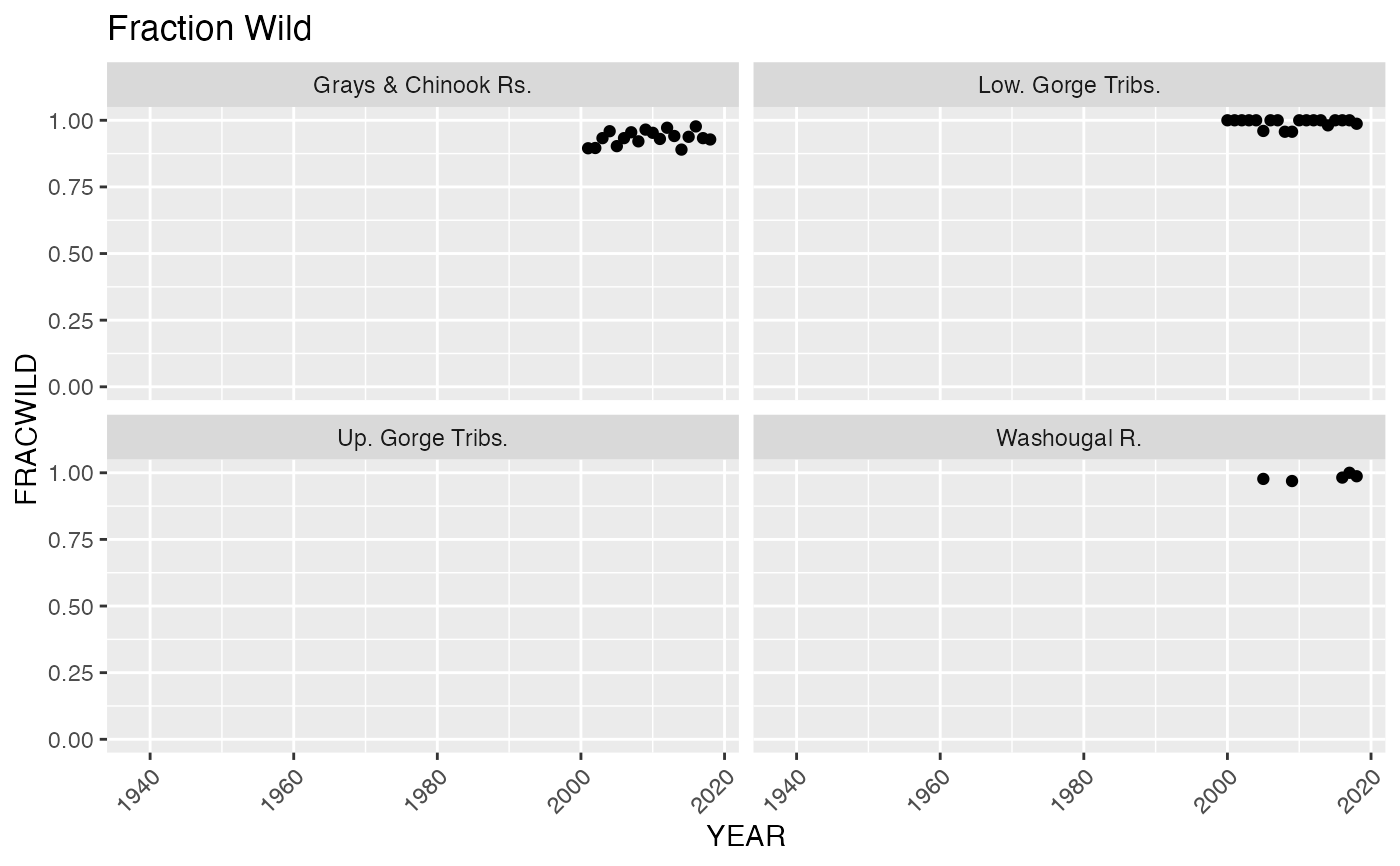 Fraction Wild
Grays & Chinook Rs.
Low. Gorge Tribs.
1.00
0.75
0.50
0.25
0.00
Up. Gorge Tribs.
Washougal R.
1.00
0.75
0.50
0.25
0.00
FRACWILD
1940 1960 1980 2000 2020
1940 1960 1980 2000 2020
YEAR